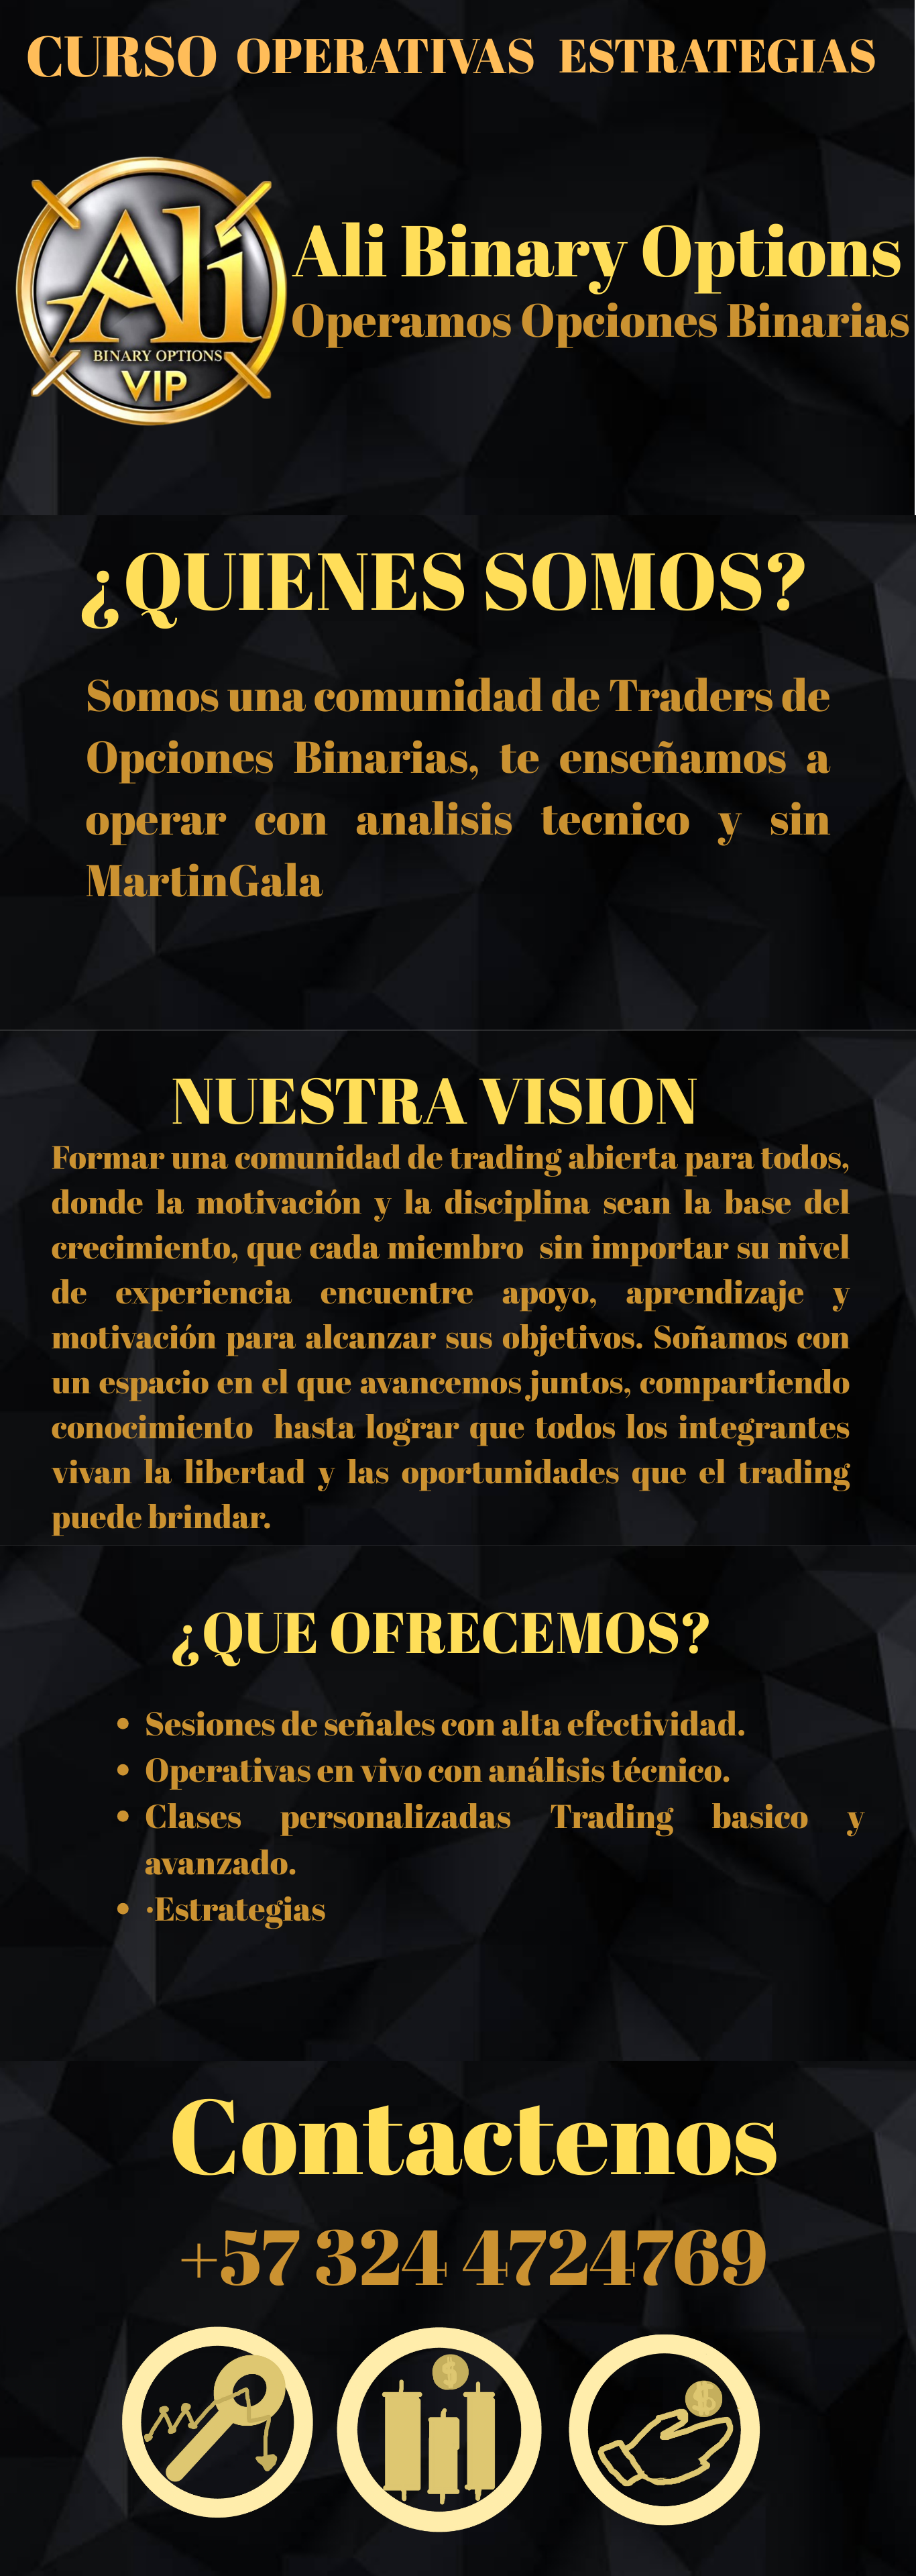 CURSO OPERATIVAS ESTRATEGIAS
Ali
BINARY OPTIONS
VIP
Ali Binary Options
Operamos Opciones Binarias
¿QUIENES SOMOS?
Somos una comunidad de Traders de
Opciones Binarias, te enseñamos a
operar con analisis tecnico y sin
MartinGala
NUESTRA VISION
Formar una comunidad de trading abierta para todos,
donde la motivación y la disciplina sean la base del
crecimiento, que cada miembro sin importar su nivel
de experiencia encuentre apoyo, aprendizaje y
motivación para alcanzar sus objetivos. Soñamos con
un espacio en el que avancemos juntos, compartiendo
conocimiento hasta lograr que todos los integrantes
vivan la libertad y las oportunidades que el trading
puede brindar.
¿QUE OFRECEMOS?
• Sesiones de señales con alta efectividad.
• Operativas en vivo con análisis técnico.
• Clases personalizadas Trading basico y
avanzado.
• ·Estrategias
Contactenos
+57 324 4724769
$
$